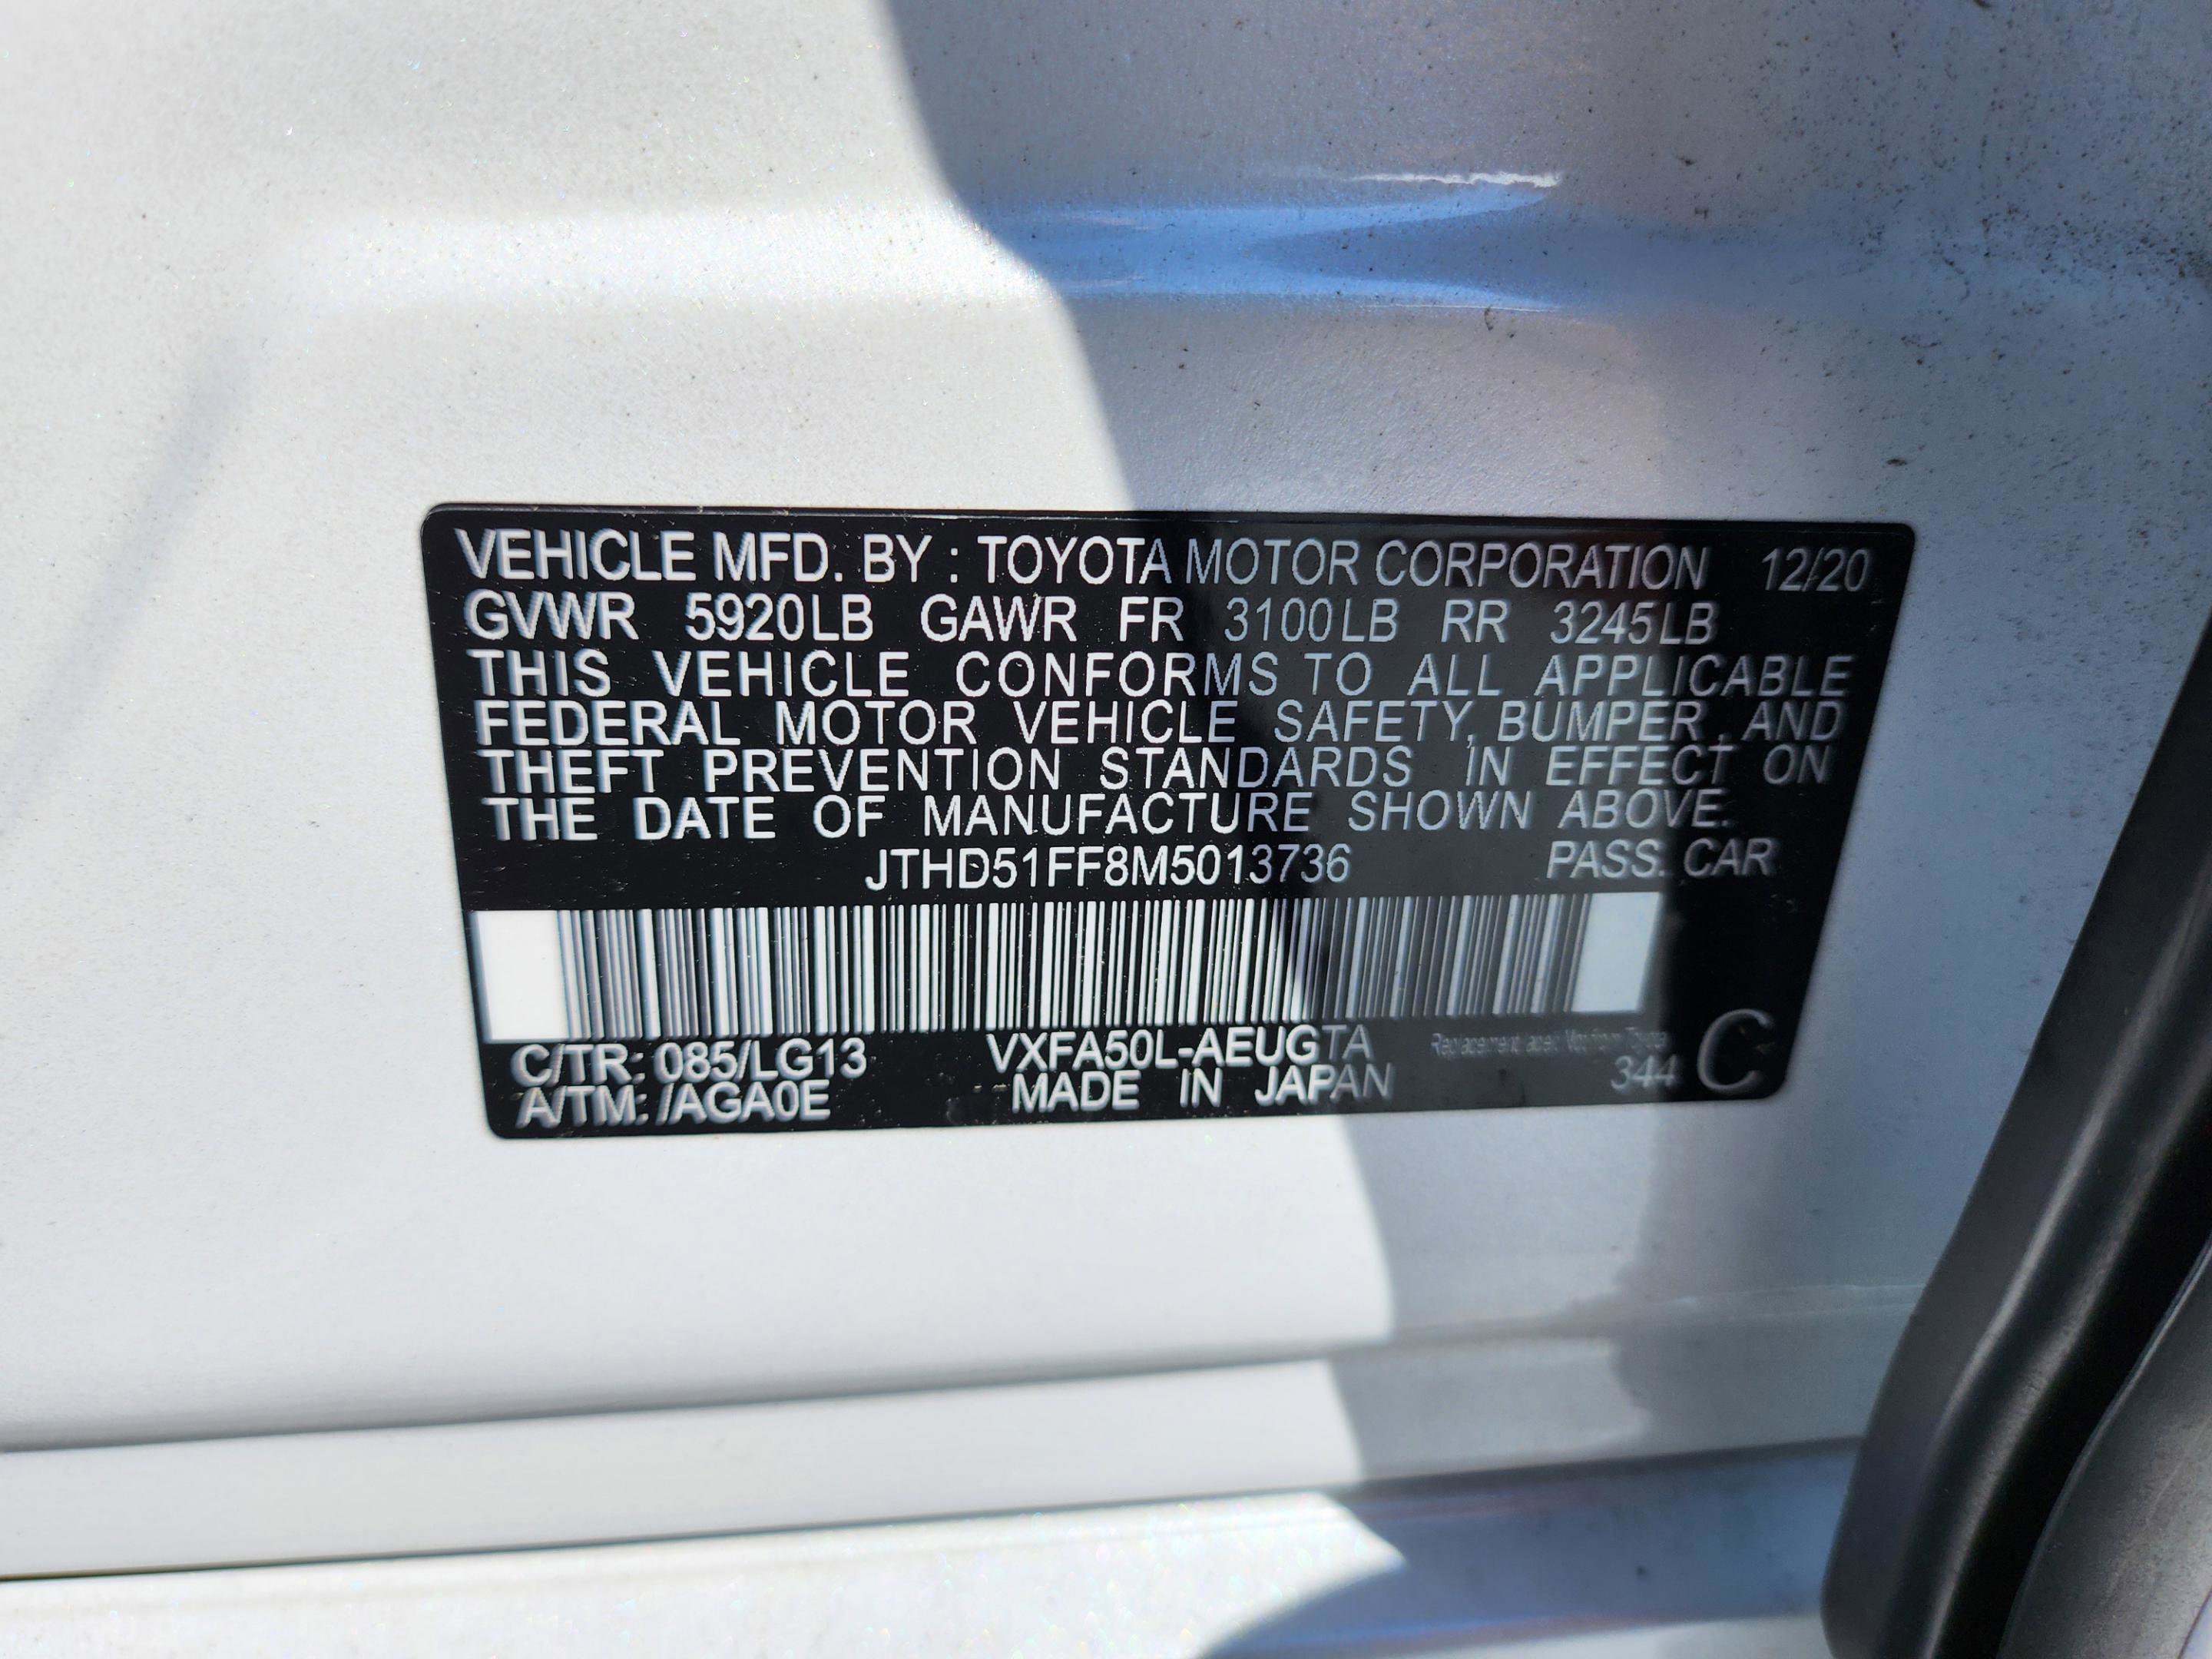 VEHICLE MFD. BY : TOYOTA MOTOR CORPORATION 12/20
GVWR 5920LB GAWR FR 3100LB RR 3245LB
THIS VEHICLE CONFORMS TO ALL APPLICABLE
FEDERAL MOTOR VEHICLE SAFETY, BUMPER, AND
THEFT PREVENTION STANDARDS IN EFFECT ON
THE DATE OF MANUFACTURE SHOWN ABOVE.
JTHD51FF8M5013736 PASS. CAR
C/TR: 085/LG13 VXFA50L-AEUGTA
A/TM: /AGA0E MADE IN JAPAN 344 C